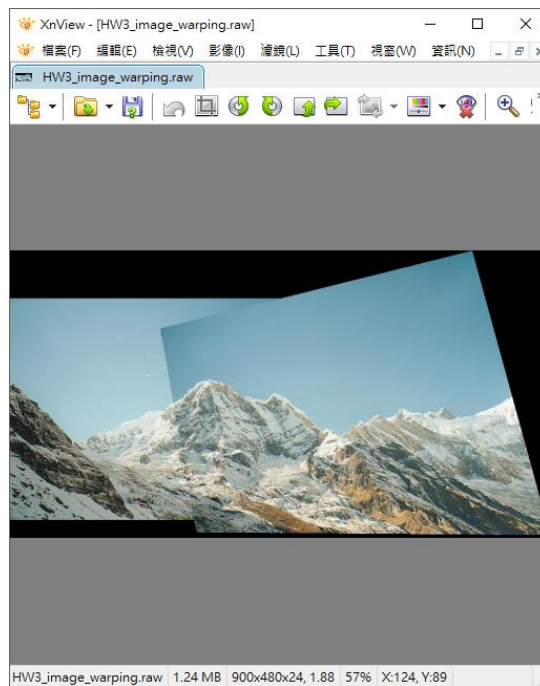 XnView - [HW3_image_warping.raw]
檔案(F) 編輯(E) 檢視(V) 影像(I) 濾鏡(L) 工具(T) 視窗(W) 資訊(N)
HW3_image_warping.raw
HW3_image_warping.raw 1.24 MB 900x480x24, 1.88 57% X:124, Y:89